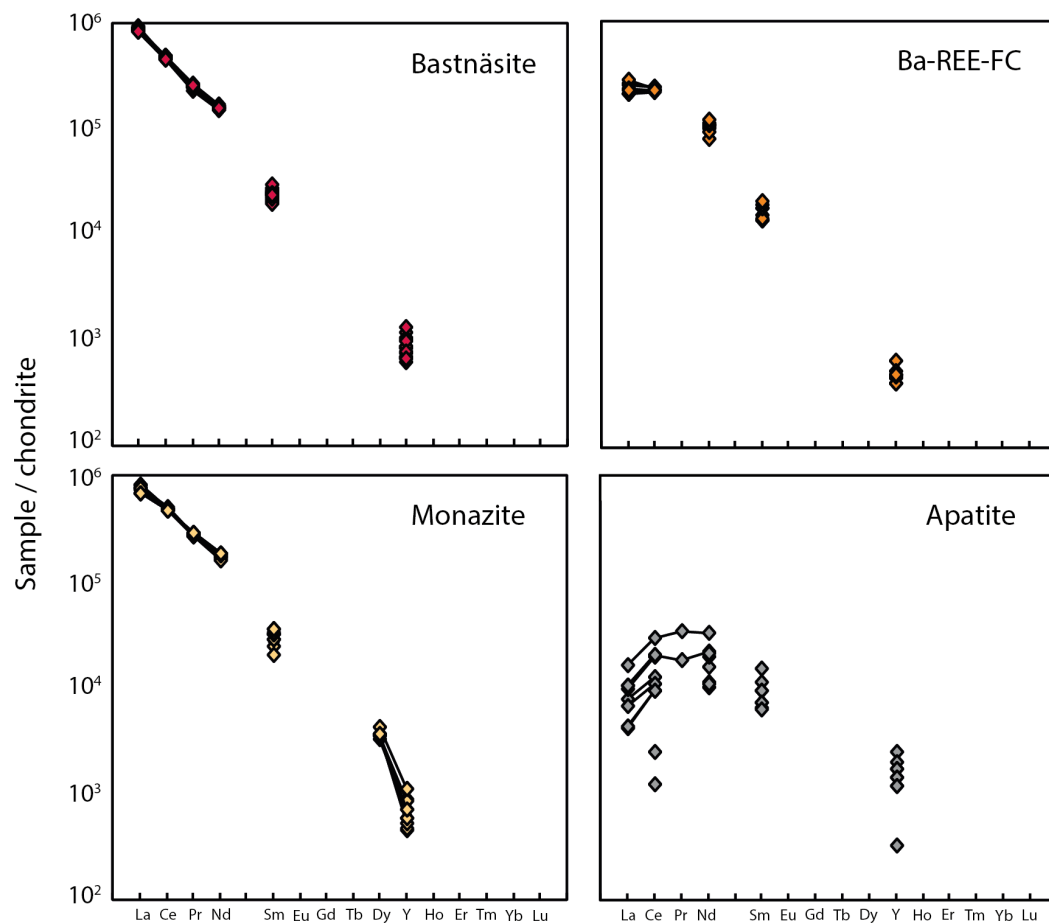 10⁶
Bastnäsite
Ba-REE-FC
10⁵
10⁴
10³
10²
Sample / chondrite
10⁶
Monazite
Apatite
10⁵
10⁴
10³
10²
La Ce Pr Nd Sm Eu Gd Tb Dy Y Ho Er Tm Yb Lu
La Ce Pr Nd Sm Eu Gd Tb Dy Y Ho Er Tm Yb Lu